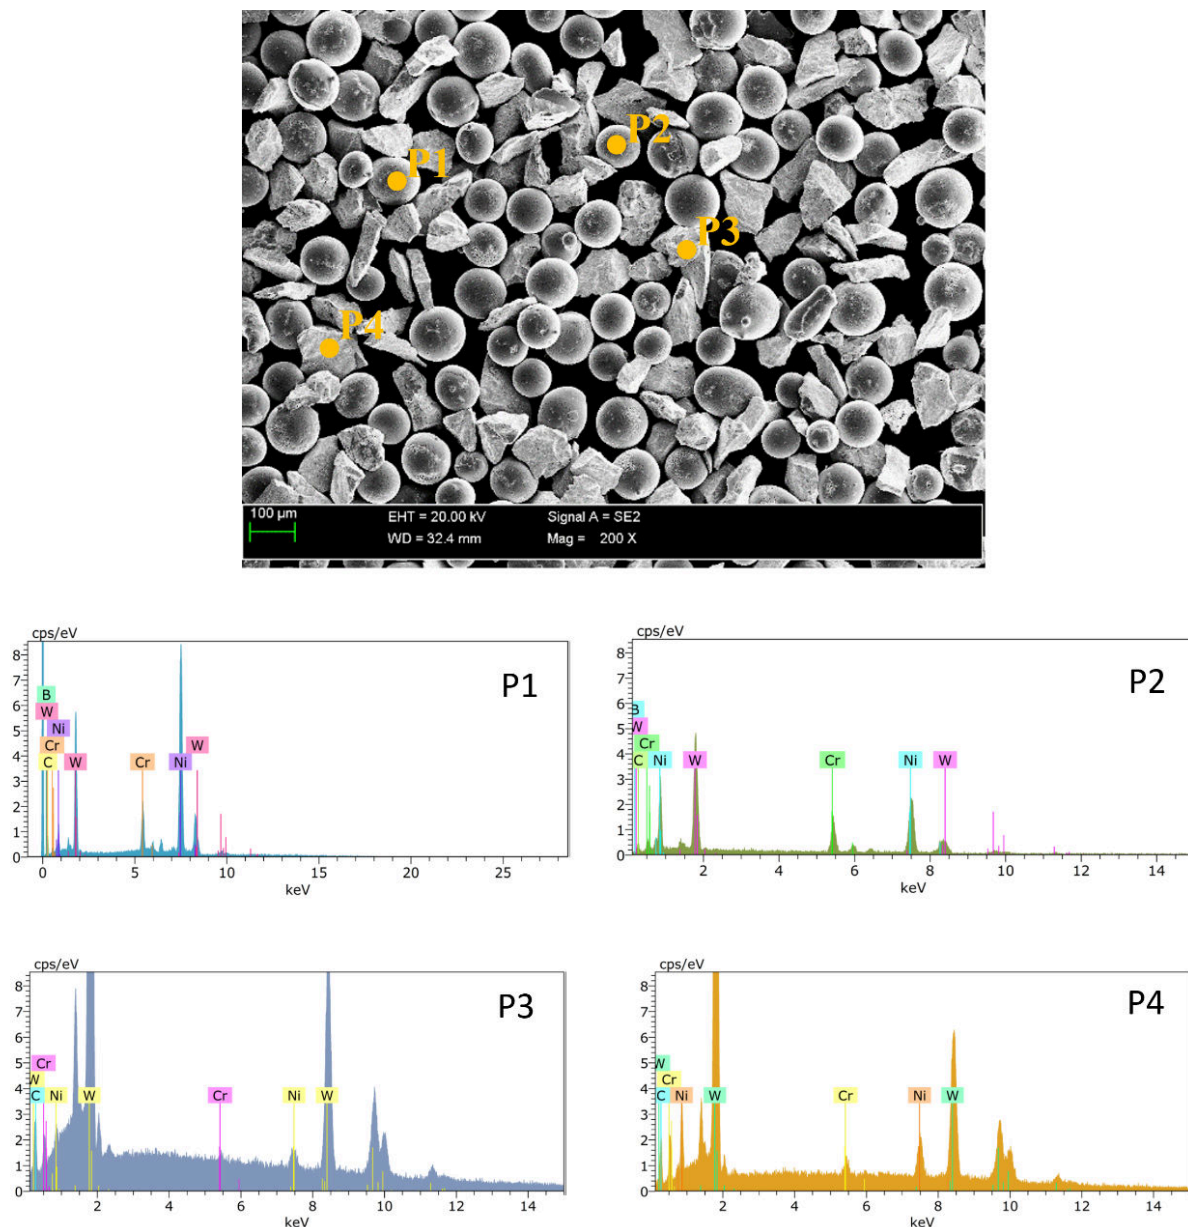 P1
P2
P3
P4
100 µm
EHT = 20.00 kV
Signal A = SE2
WD = 32.4 mm
Mag = 200 X
cps/eV
P1
8
7
6
5
4
3
2
1
0
B
W
Ni
Cr
C W Cr Ni
W
0 5 10 15 20 25
keV
cps/eV
P2
8
7
6
5
4
3
2
1
0
B
W
Cr
C Ni W Cr Ni W
2 4 6 8 10 12 14
keV
cps/eV
P3
8
7
6
5
4
3
2
1
0
Cr
W
C Ni W Cr Ni W
2 4 6 8 10 12 14
keV
cps/eV
P4
8
7
6
5
4
3
2
1
0
W
Cr
C Ni W Cr Ni W
2 4 6 8 10 12 14
keV